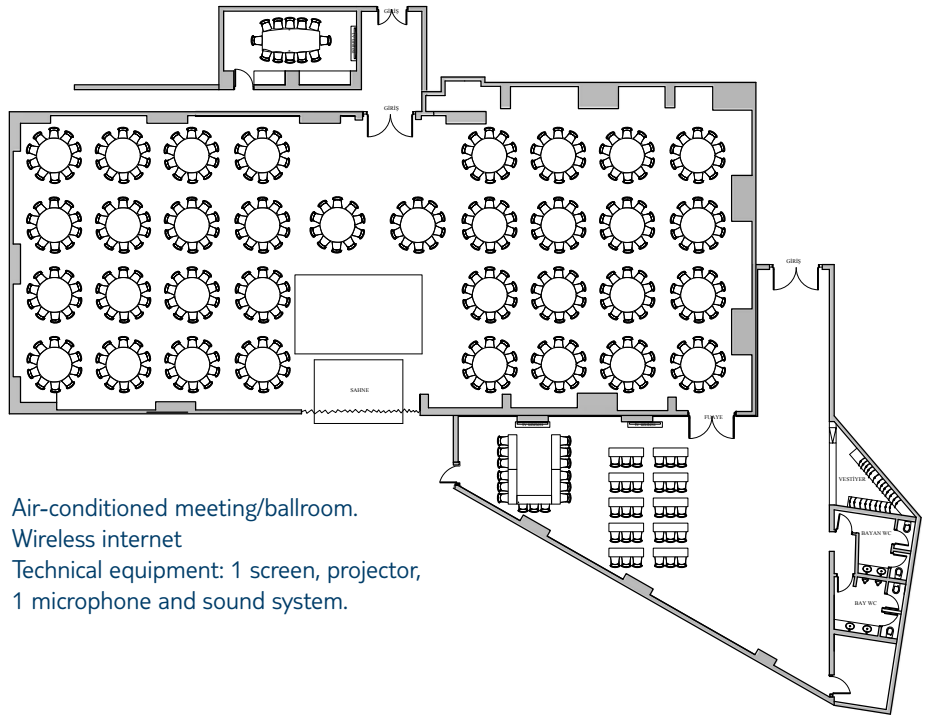 GİRİŞ
GİRİŞ
GİRİŞ
SAHNE
FUAYE
VESTİYER
BAYAN WC
BAY WC
Air-conditioned meeting/ballroom.
Wireless internet
Technical equipment: 1 screen, projector,
1 microphone and sound system.